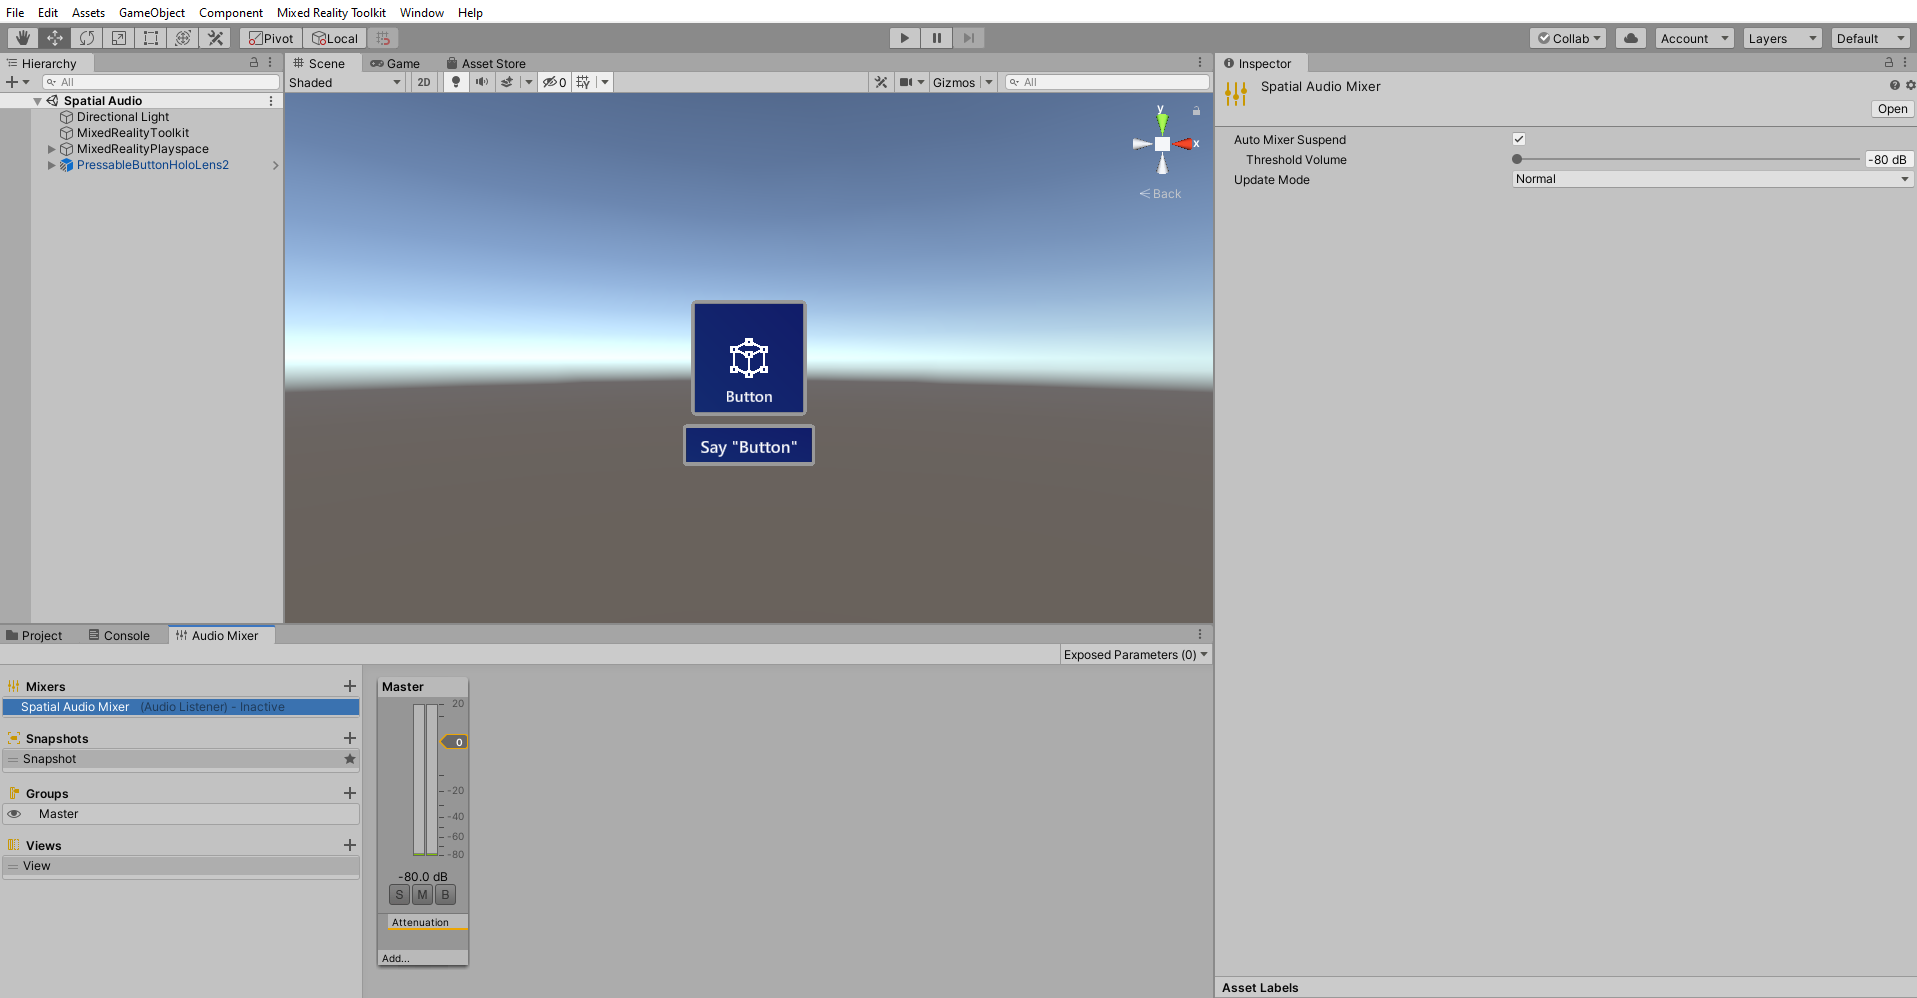 File Edit Assets GameObject Component Mixed Reality Toolkit Window Help
Pivot Local Collab Account Layers Default
Hierarchy
All
Spatial Audio
Directional Light
MixedRealityToolkit
MixedRealityPlayspace
PressableButtonHoloLens2
Scene Game Asset Store
Shaded 2D 0 Gizmos All
y
x
Back
Button
Say "Button"
Inspector
Spatial Audio Mixer
Open
Auto Mixer Suspend
Threshold Volume -80 dB
Update Mode Normal
Project Console Audio Mixer
Exposed Parameters (0)
Mixers
Spatial Audio Mixer (Audio Listener) - Inactive
Snapshots
Snapshot
Groups
Master
Views
View
Master
20
0
-20
-40
-60
-80
-80.0 dB
S M B
Attenuation
Add...
Asset Labels